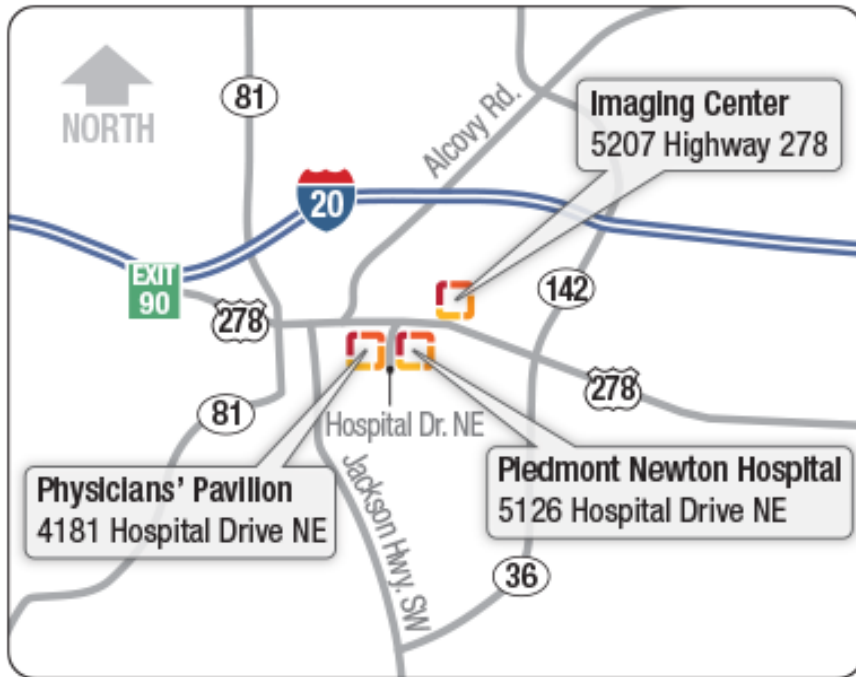 NORTH
81
Alcovy Rd.
Imaging Center
5207 Highway 278
20
EXIT
90
278
142
278
81
Hospital Dr. NE
Jackson Hwy. SW
Physicians’ Pavilion
4181 Hospital Drive NE
Piedmont Newton Hospital
5126 Hospital Drive NE
36